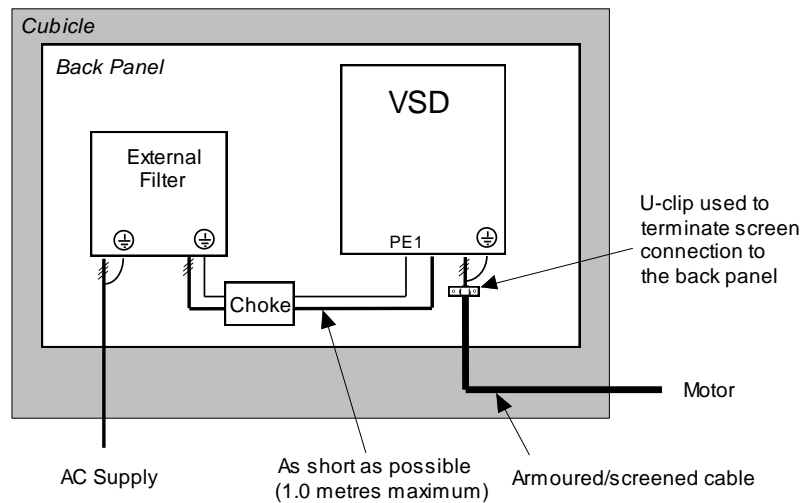 Cubicle
Back Panel
VSD
External
Filter
PE1
Choke
U-clip used to
terminate screen
connection to
the back panel
Motor
AC Supply
As short as possible
(1.0 metres maximum)
Armoured/screened cable